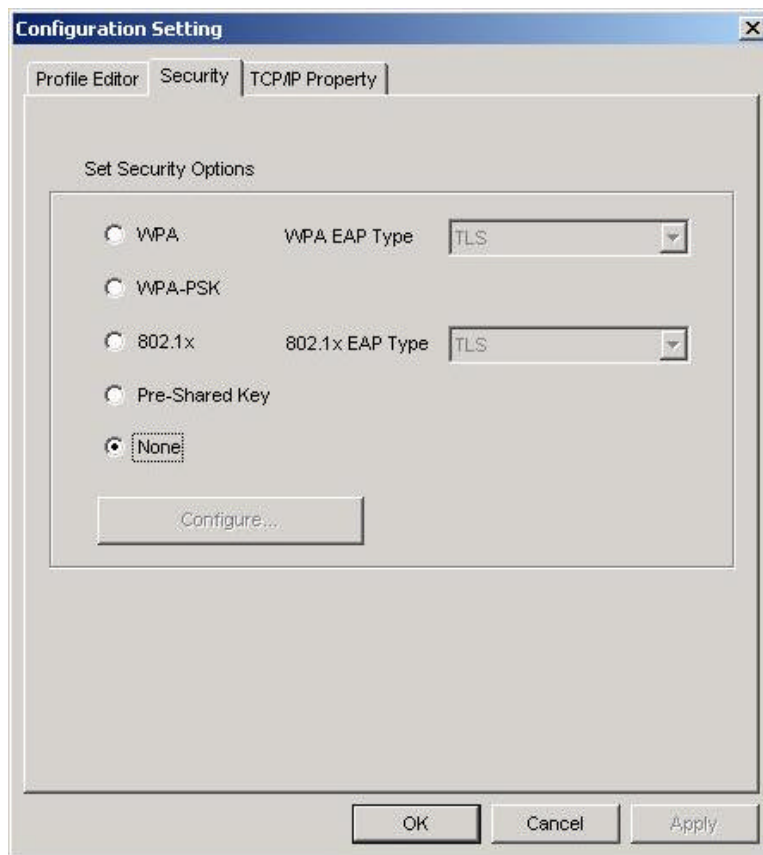 Configuration Setting
Profile Editor Security TCP/IP Property
Set Security Options
WPA WPA EAP Type TLS
WPA-PSK
802.1x 802.1x EAP Type TLS
Pre-Shared Key
None
Configure...
OK Cancel Apply